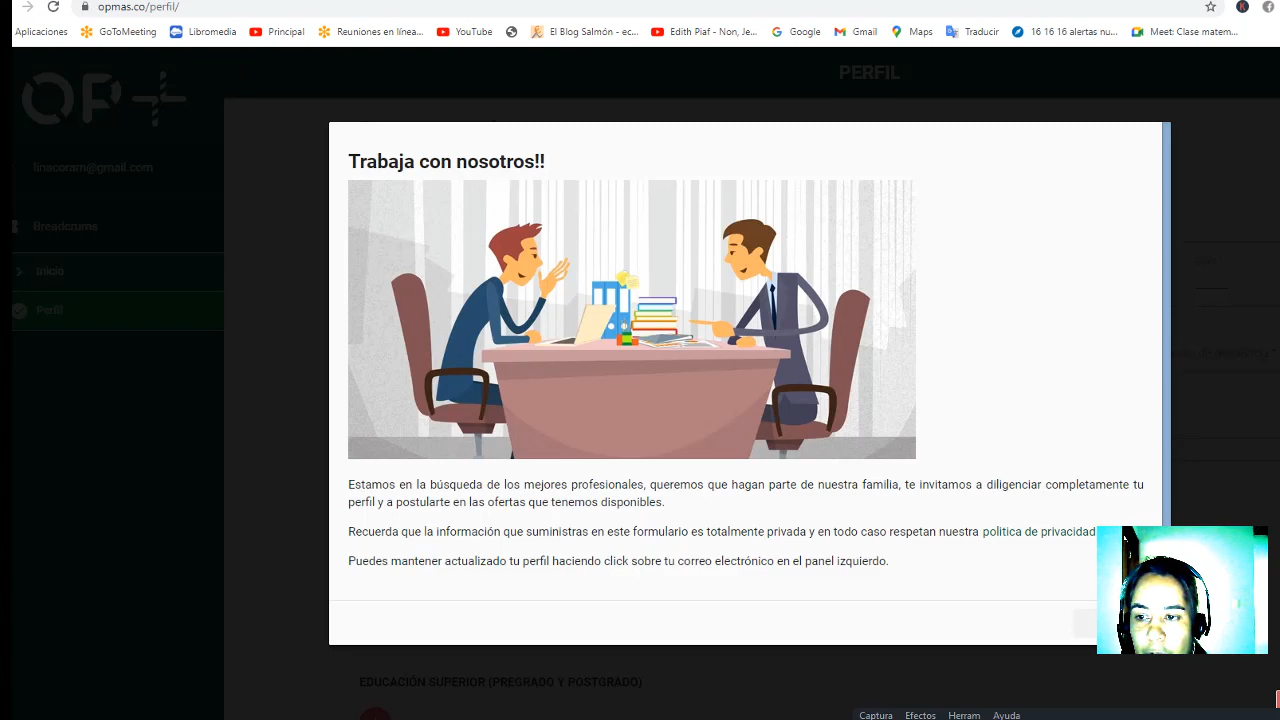 opmas.co/perfil/
Aplicaciones GoToMeeting Libromedia Principal Reuniones en línea... YouTube El Blog Salmón - ec... Edith Piaf - Non, Je,... Google Gmail Maps Traducir 16 16 16 alertas nu... Meet: Clase matem...
OP+
PERFIL
linscoram@gmail.com
Breadcrums
Inicio
Perfil
Trabaja con nosotros!!
Estamos en la búsqueda de los mejores profesionales, queremos que hagan parte de nuestra familia, te invitamos a diligenciar completamente tu
perfil y a postularte en las ofertas que tenemos disponibles.
Recuerda que la información que suministras en este formulario es totalmente privada y en todo caso respetan nuestra politica de privacidad
Puedes mantener actualizado tu perfil haciendo click sobre tu correo electrónico en el panel izquierdo.
EDUCACIÓN SUPERIOR (PREGRADO Y POSTGRADO)
Captura Efectos Herram Ayuda